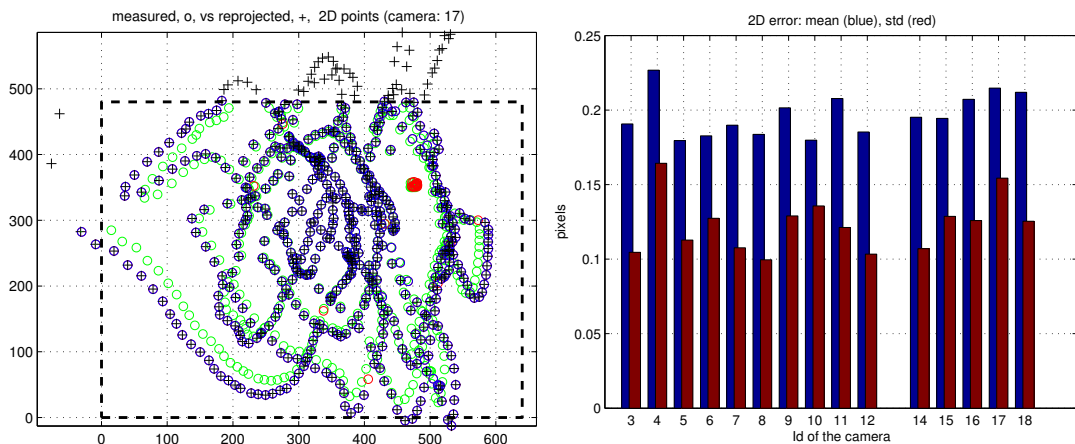 measured, o, vs reprojected, +, 2D points (camera: 17)
500
400
300
200
100
0
0 100 200 300 400 500 600
2D error: mean (blue), std (red)
0.25
0.2
0.15
0.1
0.05
0
pixels
3 4 5 6 7 8 9 10 11 12 14 15 16 17 18
Id of the camera